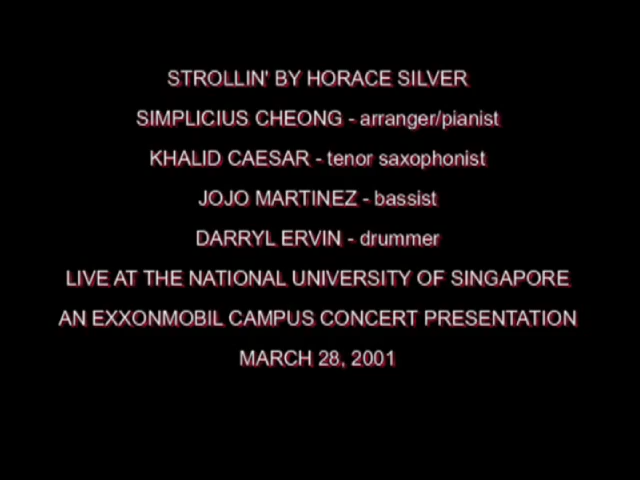 STROLLIN' BY HORACE SILVER
SIMPLICIUS CHEONG - arranger/pianist
KHALID CAESAR - tenor saxophonist
JOJO MARTINEZ - bassist
DARRYL ERVIN - drummer
LIVE AT THE NATIONAL UNIVERSITY OF SINGAPORE
AN EXXONMOBIL CAMPUS CONCERT PRESENTATION
MARCH 28, 2001